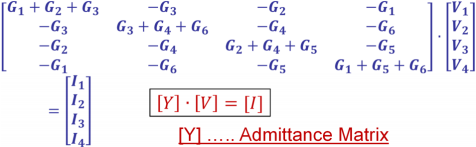 [G₁ + G₂ + G₃ −G₃ −G₂ −G₁
−G₃ G₃ + G₄ + G₆ −G₄ −G₆
−G₂ −G₄ G₂ + G₄ + G₅ −G₅
−G₁ −G₆ −G₅ G₁ + G₅ + G₆] · [V₁ V₂ V₃ V₄]
= [I₁ I₂ I₃ I₄]
[Y] · [V] = [I]
[Y] ..... Admittance Matrix